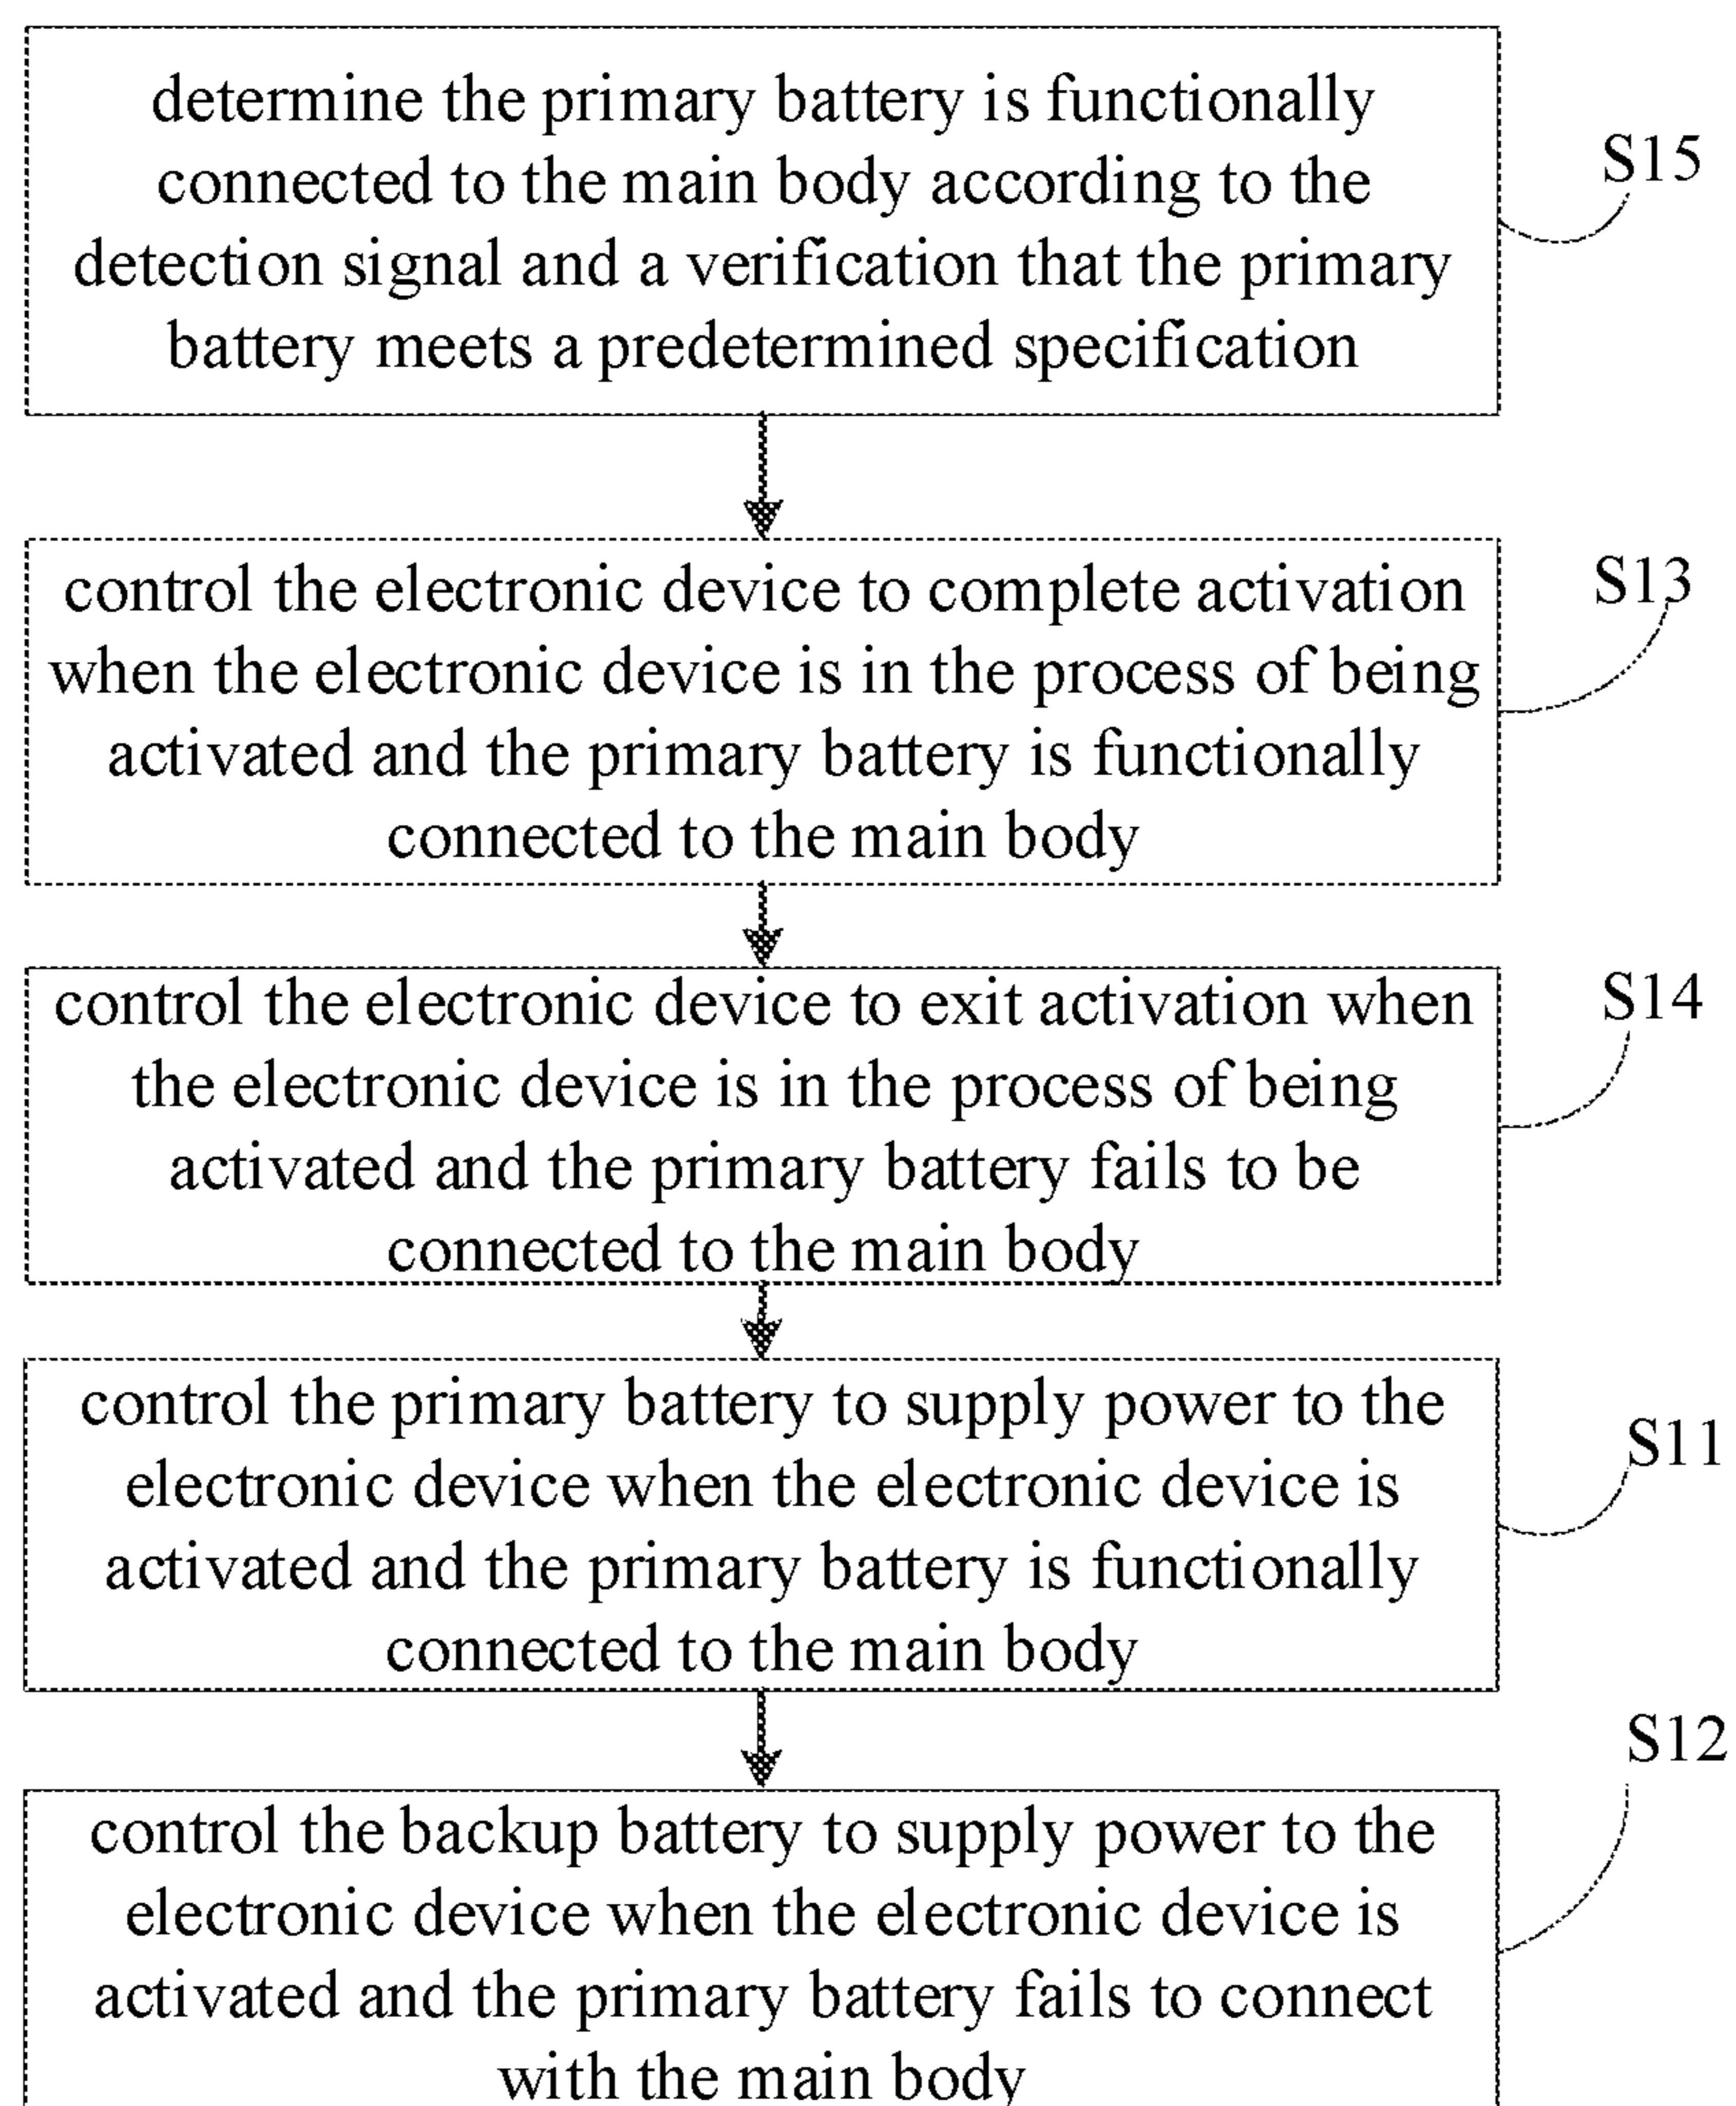 determine the primary battery is functionally
connected to the main body according to the
detection signal and a verification that the primary
battery meets a predetermined specification
S15
control the electronic device to complete activation
when the electronic device is in the process of being
activated and the primary battery is functionally
connected to the main body
S13
control the electronic device to exit activation when
the electronic device is in the process of being
activated and the primary battery fails to be
connected to the main body
S14
control the primary battery to supply power to the
electronic device when the electronic device is
activated and the primary battery is functionally
connected to the main body
S11
control the backup battery to supply power to the
electronic device when the electronic device is
activated and the primary battery fails to connect
with the main body
S12